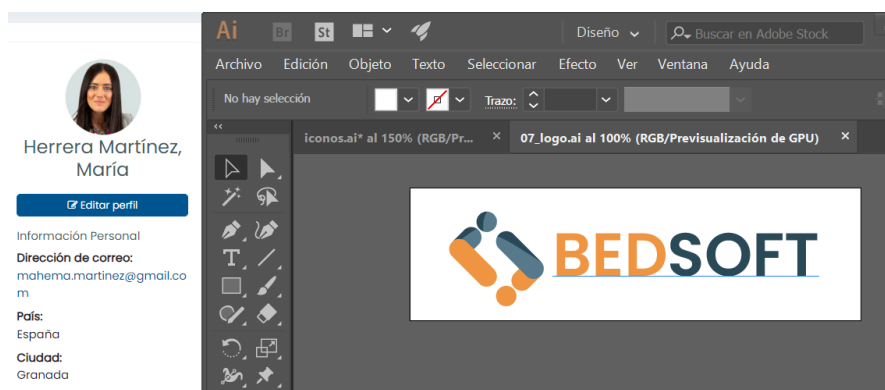 Herrera Martínez,
María
Editar perfil
Información Personal
Dirección de correo:
mahema.martinez@gmail.co
m
País:
España
Ciudad:
Granada
Ai Br St Diseño Buscar en Adobe Stock
Archivo Edición Objeto Texto Seleccionar Efecto Ver Ventana Ayuda
No hay selección Trazo:
iconos.ai* al 150% (RGB/Pr... × 07_logo.ai al 100% (RGB/Previsualización de GPU) ×
BEDSOFT